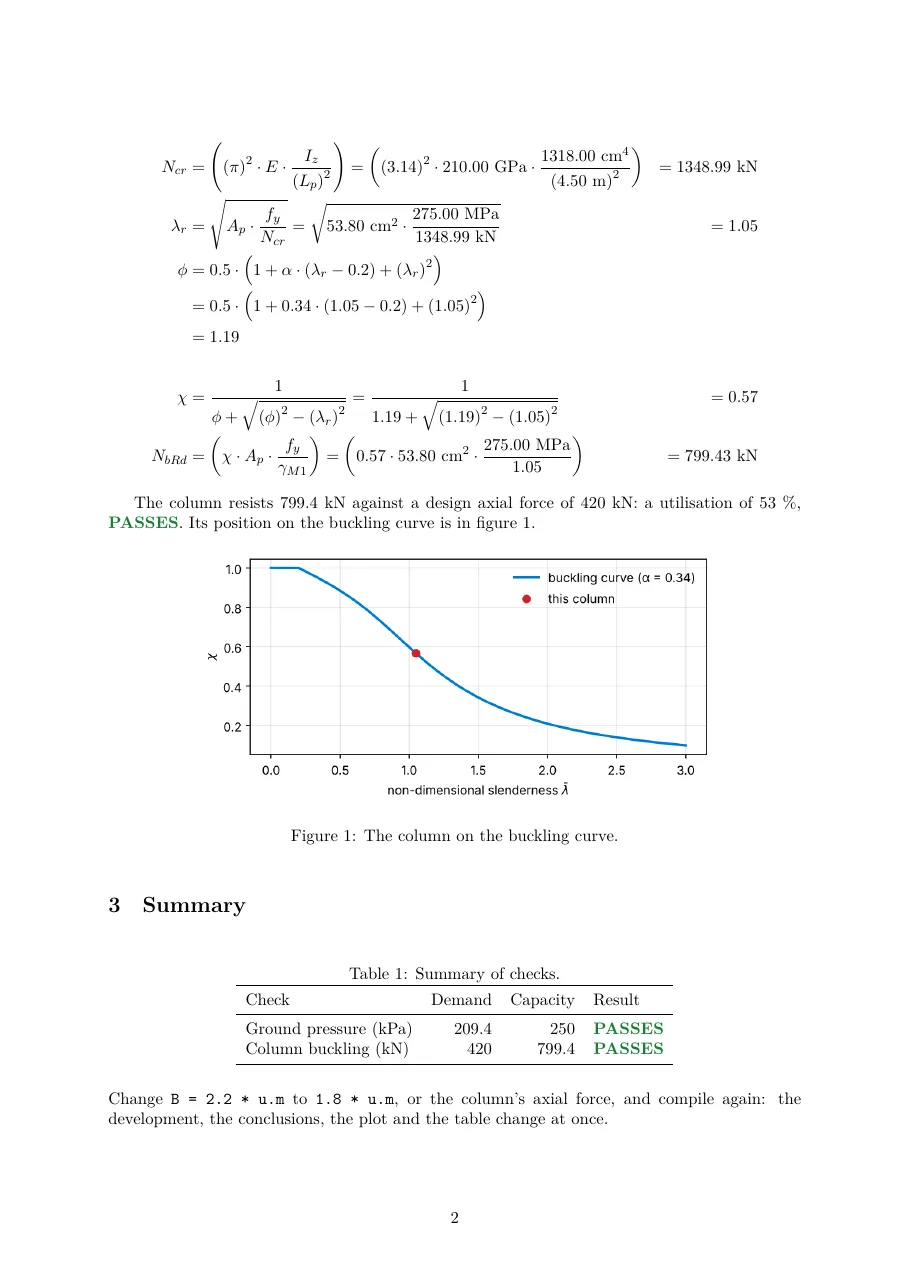 N_cr = ( (π)^2 · E · I_z / (L_p)^2 ) = ( (3.14)^2 · 210.00 GPa · 1318.00 cm^4 / (4.50 m)^2 ) = 1348.99 kN
λ_r = √( A_p · f_y / N_cr ) = √( 53.80 cm^2 · 275.00 MPa / 1348.99 kN ) = 1.05
ϕ = 0.5 · ( 1 + α · (λ_r − 0.2) + (λ_r)^2 )
= 0.5 · ( 1 + 0.34 · (1.05 − 0.2) + (1.05)^2 )
= 1.19
χ = 1 / ( ϕ + √( (ϕ)^2 − (λ_r)^2 ) ) = 1 / ( 1.19 + √( (1.19)^2 − (1.05)^2 ) ) = 0.57
N_bRd = ( χ · A_p · f_y / γ_M1 ) = ( 0.57 · 53.80 cm^2 · 275.00 MPa / 1.05 ) = 799.43 kN
The column resists 799.4 kN against a design axial force of 420 kN: a utilisation of 53 %,
PASSES. Its position on the buckling curve is in figure 1.
buckling curve (α = 0.34)
this column
χ
1.0
0.8
0.6
0.4
0.2
0.0 0.5 1.0 1.5 2.0 2.5 3.0
non-dimensional slenderness λ̄
Figure 1: The column on the buckling curve.
3 Summary
Table 1: Summary of checks.
Check Demand Capacity Result
Ground pressure (kPa) 209.4 250 PASSES
Column buckling (kN) 420 799.4 PASSES
Change B = 2.2 * u.m to 1.8 * u.m, or the column's axial force, and compile again: the
development, the conclusions, the plot and the table change at once.
2